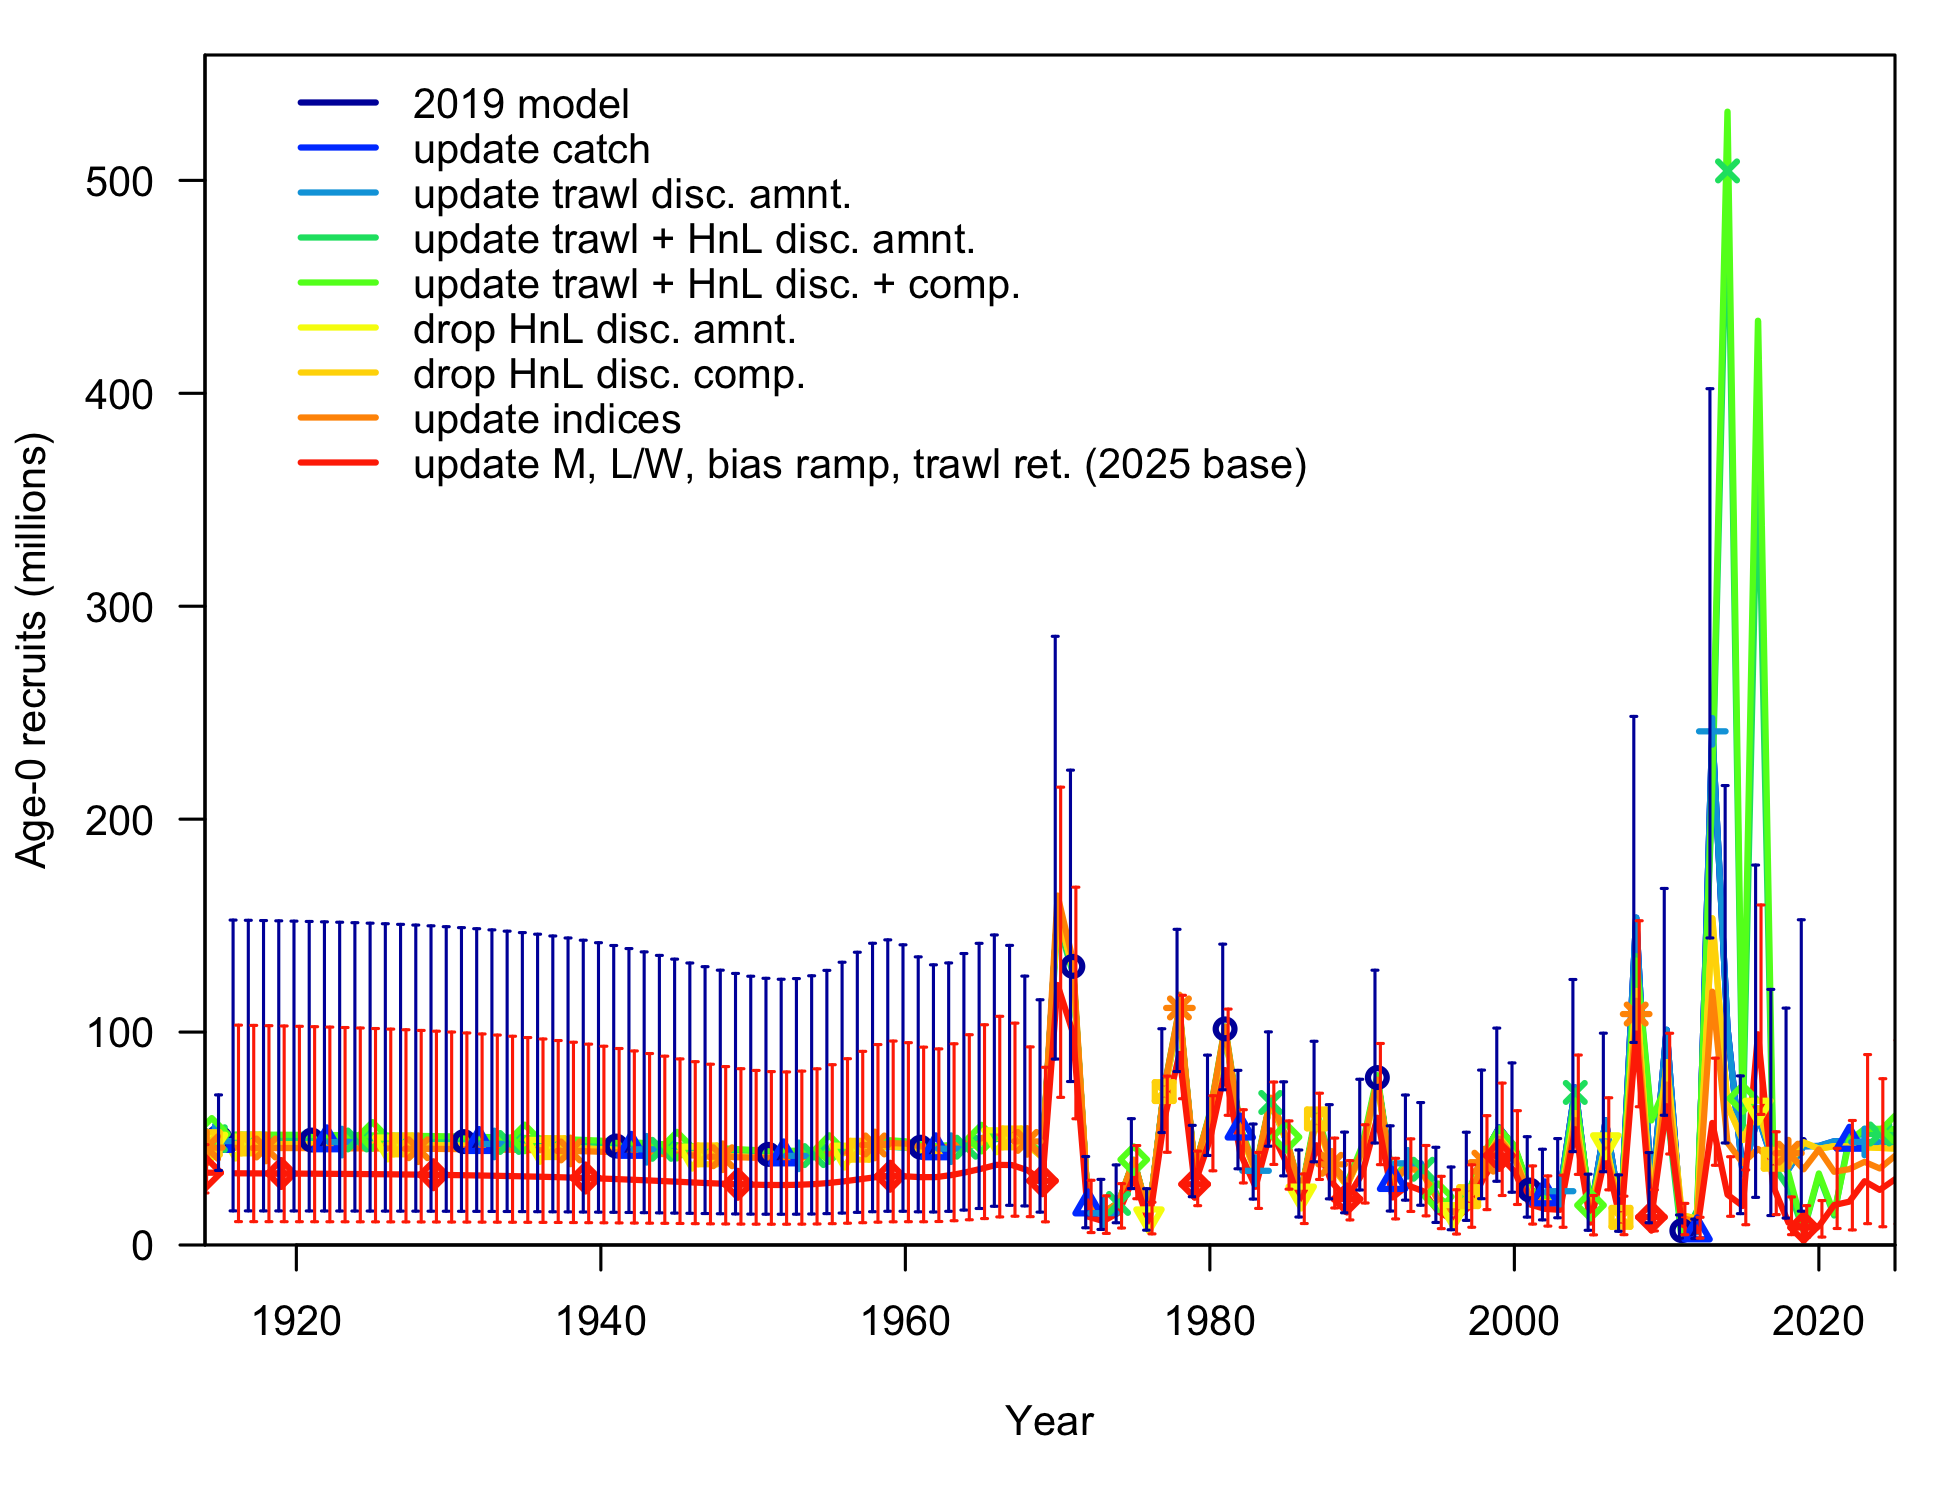 2019 model
update catch
update trawl disc. amnt.
update trawl + HnL disc. amnt.
update trawl + HnL disc. + comp.
drop HnL disc. amnt.
drop HnL disc. comp.
update indices
update M, L/W, bias ramp, trawl ret. (2025 base)
Age-0 recruits (millions)
500
400
300
200
100
0
1920 1940 1960 1980 2000 2020
Year